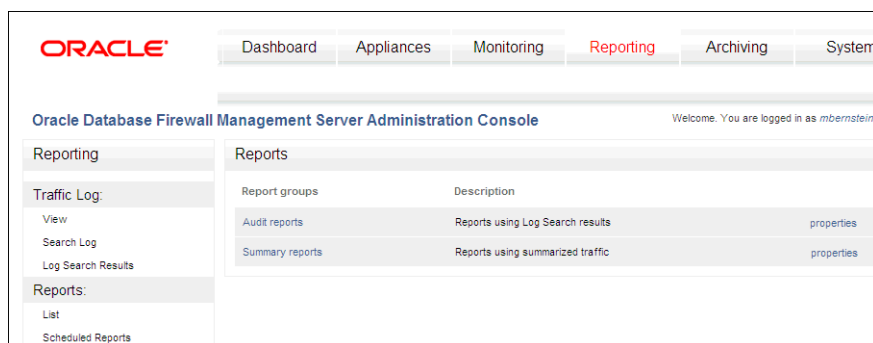 ORACLE
Dashboard Appliances Monitoring Reporting Archiving System
Oracle Database Firewall Management Server Administration Console
Welcome. You are logged in as mbernstein
Reporting
Traffic Log:
View
Search Log
Log Search Results
Reports:
List
Scheduled Reports
Reports
Report groups Description
Audit reports Reports using Log Search results properties
Summary reports Reports using summarized traffic properties